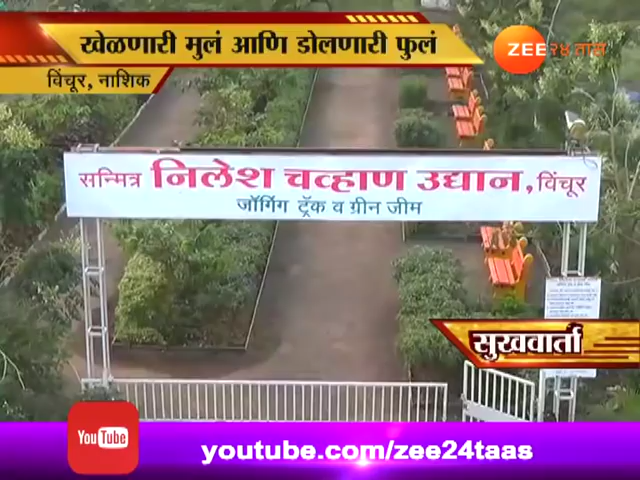 खेळणारी मुलं आणि डोलणारी फुलं
ZEE २४ तास
विंचूर, नाशिक
सन्मित्र निलेश चव्हाण उद्यान, विंचूर
जॉगिंग ट्रॅक व ग्रीन जीम
सुखवार्ता
YouTube
youtube.com/zee24taas